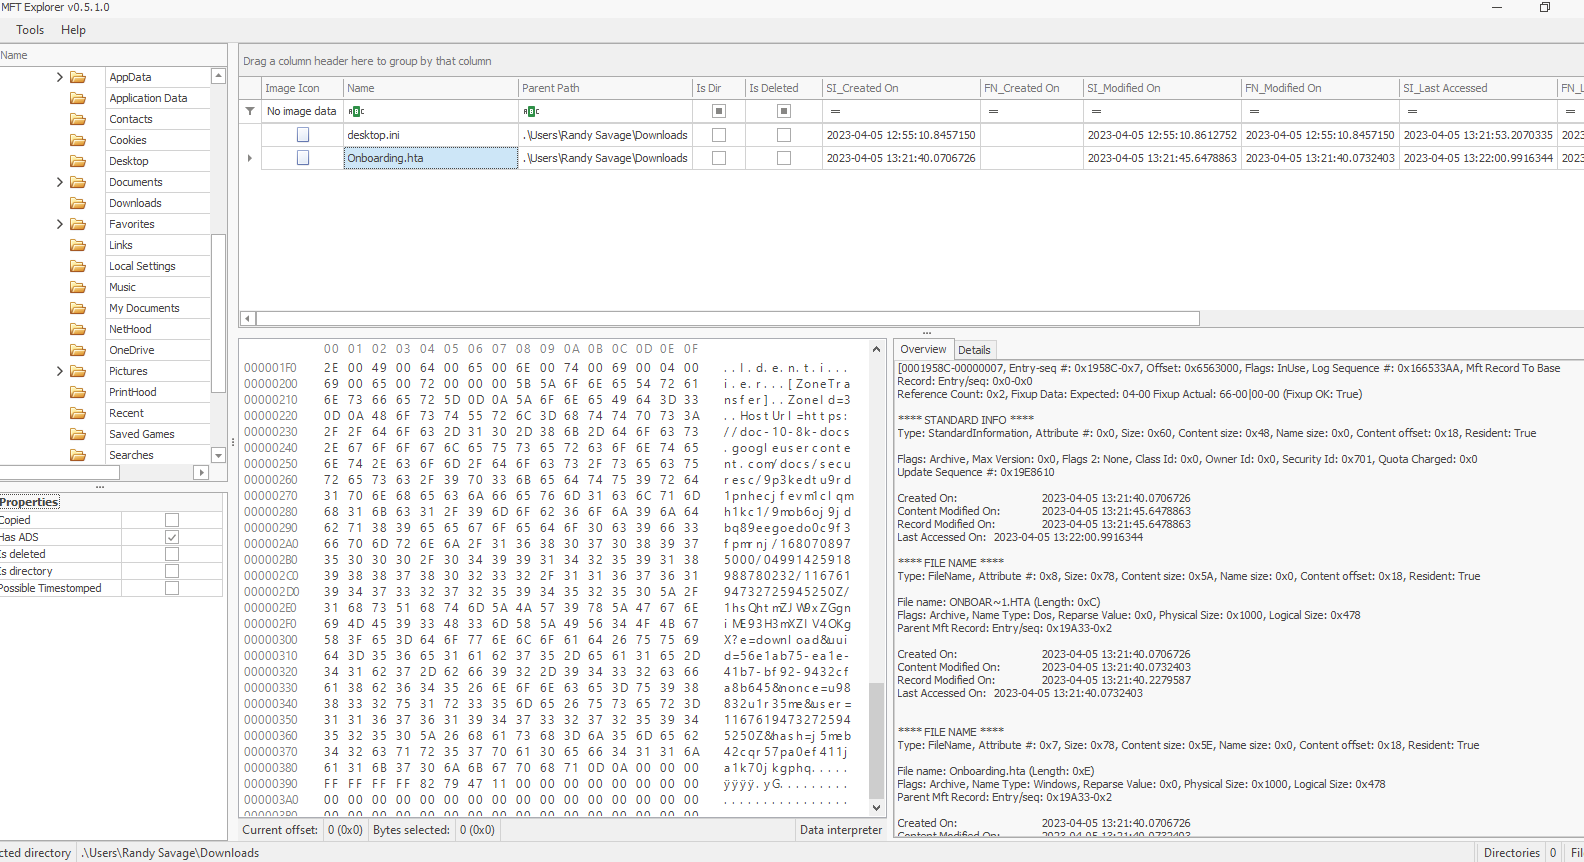 MFT Explorer v0.5.1.0
Tools Help
Name
AppData
Application Data
Contacts
Cookies
Desktop
Documents
Downloads
Favorites
Links
Local Settings
Music
My Documents
NetHood
OneDrive
Pictures
PrintHood
Recent
Saved Games
Searches
Properties
Copied
Has ADS
Is deleted
Is directory
Possible Timestomped
Drag a column header here to group by that column
Image Icon Name Parent Path Is Dir Is Deleted SI_Created On FN_Created On SI_Modified On FN_Modified On SI_Last Accessed FN_L
No image data ABC ABC = = = = = =
desktop.ini .\Users\Randy Savage\Downloads 2023-04-05 12:55:10.8457150 2023-04-05 12:55:10.8612752 2023-04-05 12:55:10.8457150 2023-04-05 13:21:53.2070335 2023
Onboarding.hta .\Users\Randy Savage\Downloads 2023-04-05 13:21:40.0706726 2023-04-05 13:21:45.6478863 2023-04-05 13:21:40.0732403 2023-04-05 13:22:00.9916344 2023
00 01 02 03 04 05 06 07 08 09 0A 0B 0C 0D 0E 0F
000001F0 2E 00 49 00 64 00 65 00 6E 00 74 00 69 00 04 00 ..I.d.e.n.t.i...
00000200 69 00 65 00 72 00 00 00 5B 5A 6F 6E 65 54 72 61 i.e.r...[ZoneTra
00000210 6E 73 66 65 72 5D 0D 0A 5A 6F 6E 65 49 64 3D 33 nsfer]..ZoneId=3
00000220 0D 0A 48 6F 73 74 55 72 6C 3D 68 74 74 70 73 3A ..HostUrl=https:
00000230 2F 2F 64 6F 63 2D 31 30 2D 38 6B 2D 64 6F 63 73 //doc-10-8k-docs
00000240 2E 67 6F 6F 67 6C 65 75 73 65 72 63 6F 6E 74 65 .googleuserconte
00000250 6E 74 2E 63 6F 6D 2F 64 6F 63 73 2F 73 65 63 75 nt.com/docs/secu
00000260 72 65 73 63 2F 39 70 33 6B 65 64 74 75 39 72 64 resc/9p3kedtu9rd
00000270 31 70 6E 68 65 63 6A 66 65 76 6D 31 63 6C 71 6D 1pnhecjfevm1clqm
00000280 68 31 6B 63 31 2F 39 6D 6F 62 36 6F 6A 39 6A 64 h1kc1/9mob6oj9jd
00000290 62 71 38 39 65 65 67 6F 65 64 6F 30 63 39 66 33 bq89eegoedo0c9f3
000002A0 66 70 6D 72 6E 6A 2F 31 36 38 30 37 30 38 39 37 fpmrnj/168070897
000002B0 35 30 30 30 2F 30 34 39 39 31 34 32 35 39 31 38 5000/04991425918
000002C0 39 38 38 37 38 30 32 33 32 2F 31 31 36 37 36 31 988780232/116761
000002D0 39 34 37 33 32 37 32 35 39 34 35 32 35 30 5A 2F 94732725945250Z/
000002E0 31 68 73 51 68 74 6D 5A 4A 57 39 78 5A 47 67 6E 1hsQhtmZJW9xZGgn
000002F0 69 4D 45 39 33 48 33 6D 58 5A 49 56 34 4F 4B 67 iME93H3mXZIV4OKg
00000300 58 3F 65 3D 64 6F 77 6E 6C 6F 61 64 26 75 75 69 X?e=download&uui
00000310 64 3D 35 36 65 31 61 62 37 35 2D 65 61 31 65 2D d=56e1ab75-ea1e-
00000320 34 31 62 37 2D 62 66 39 32 2D 39 34 33 32 63 66 41b7-bf92-9432cf
00000330 61 38 62 36 34 35 26 6E 6F 6E 63 65 3D 75 39 38 a8b645&nonce=u98
00000340 38 33 32 75 31 72 33 35 6D 65 26 75 73 65 72 3D 832u1r35me&user=
00000350 31 31 36 37 36 31 39 34 37 33 32 37 32 35 39 34 1167619473272594
00000360 35 32 35 30 5A 26 68 61 73 68 3D 6A 35 6D 65 62 5250Z&hash=j5meb
00000370 34 32 63 71 72 35 37 70 61 30 65 66 34 31 31 6A 42cqr57pa0ef411j
00000380 61 31 6B 37 30 6A 6B 67 70 68 71 0D 0A 00 00 00 a1k70jkgphq.....
00000390 FF FF FF FF 82 79 47 11 00 00 00 00 00 00 00 00 ÿÿÿÿ.yG.........
000003A0 00 00 00 00 00 00 00 00 00 00 00 00 00 00 00 00 ................
000003B0 00 00 00 00 00 00 00 00 00 00 00 00 00 00 00 00
Current offset: 0 (0x0) Bytes selected: 0 (0x0) Data interpreter
Overview Details
[0001958C-00000007, Entry-seq #: 0x1958C-0x7, Offset: 0x6563000, Flags: InUse, Log Sequence #: 0x166533AA, Mft Record To Base
Record: Entry/seq: 0x0-0x0
Reference Count: 0x2, Fixup Data: Expected: 04-00 Fixup Actual: 66-00|00-00 (Fixup OK: True)
**** STANDARD INFO ****
Type: StandardInformation, Attribute #: 0x0, Size: 0x60, Content size: 0x48, Name size: 0x0, Content offset: 0x18, Resident: True
Flags: Archive, Max Version: 0x0, Flags 2: None, Class Id: 0x0, Owner Id: 0x0, Security Id: 0x701, Quota Charged: 0x0
Update Sequence #: 0x19E8610
Created On: 2023-04-05 13:21:40.0706726
Content Modified On: 2023-04-05 13:21:45.6478863
Record Modified On: 2023-04-05 13:21:45.6478863
Last Accessed On: 2023-04-05 13:22:00.9916344
**** FILE NAME ****
Type: FileName, Attribute #: 0x8, Size: 0x78, Content size: 0x5A, Name size: 0x0, Content offset: 0x18, Resident: True
File name: ONBOAR~1.HTA (Length: 0xC)
Flags: Archive, Name Type: Dos, Reparse Value: 0x0, Physical Size: 0x1000, Logical Size: 0x478
Parent Mft Record: Entry/seq: 0x19A33-0x2
Created On: 2023-04-05 13:21:40.0706726
Content Modified On: 2023-04-05 13:21:40.0732403
Record Modified On: 2023-04-05 13:21:40.2279587
Last Accessed On: 2023-04-05 13:21:40.0732403
**** FILE NAME ****
Type: FileName, Attribute #: 0x7, Size: 0x78, Content size: 0x5E, Name size: 0x0, Content offset: 0x18, Resident: True
File name: Onboarding.hta (Length: 0xE)
Flags: Archive, Name Type: Windows, Reparse Value: 0x0, Physical Size: 0x1000, Logical Size: 0x478
Parent Mft Record: Entry/seq: 0x19A33-0x2
Created On: 2023-04-05 13:21:40.0706726
Content Modified On: 2023-04-05 13:21:40.0732403
cted directory .\Users\Randy Savage\Downloads Directories 0 Fil